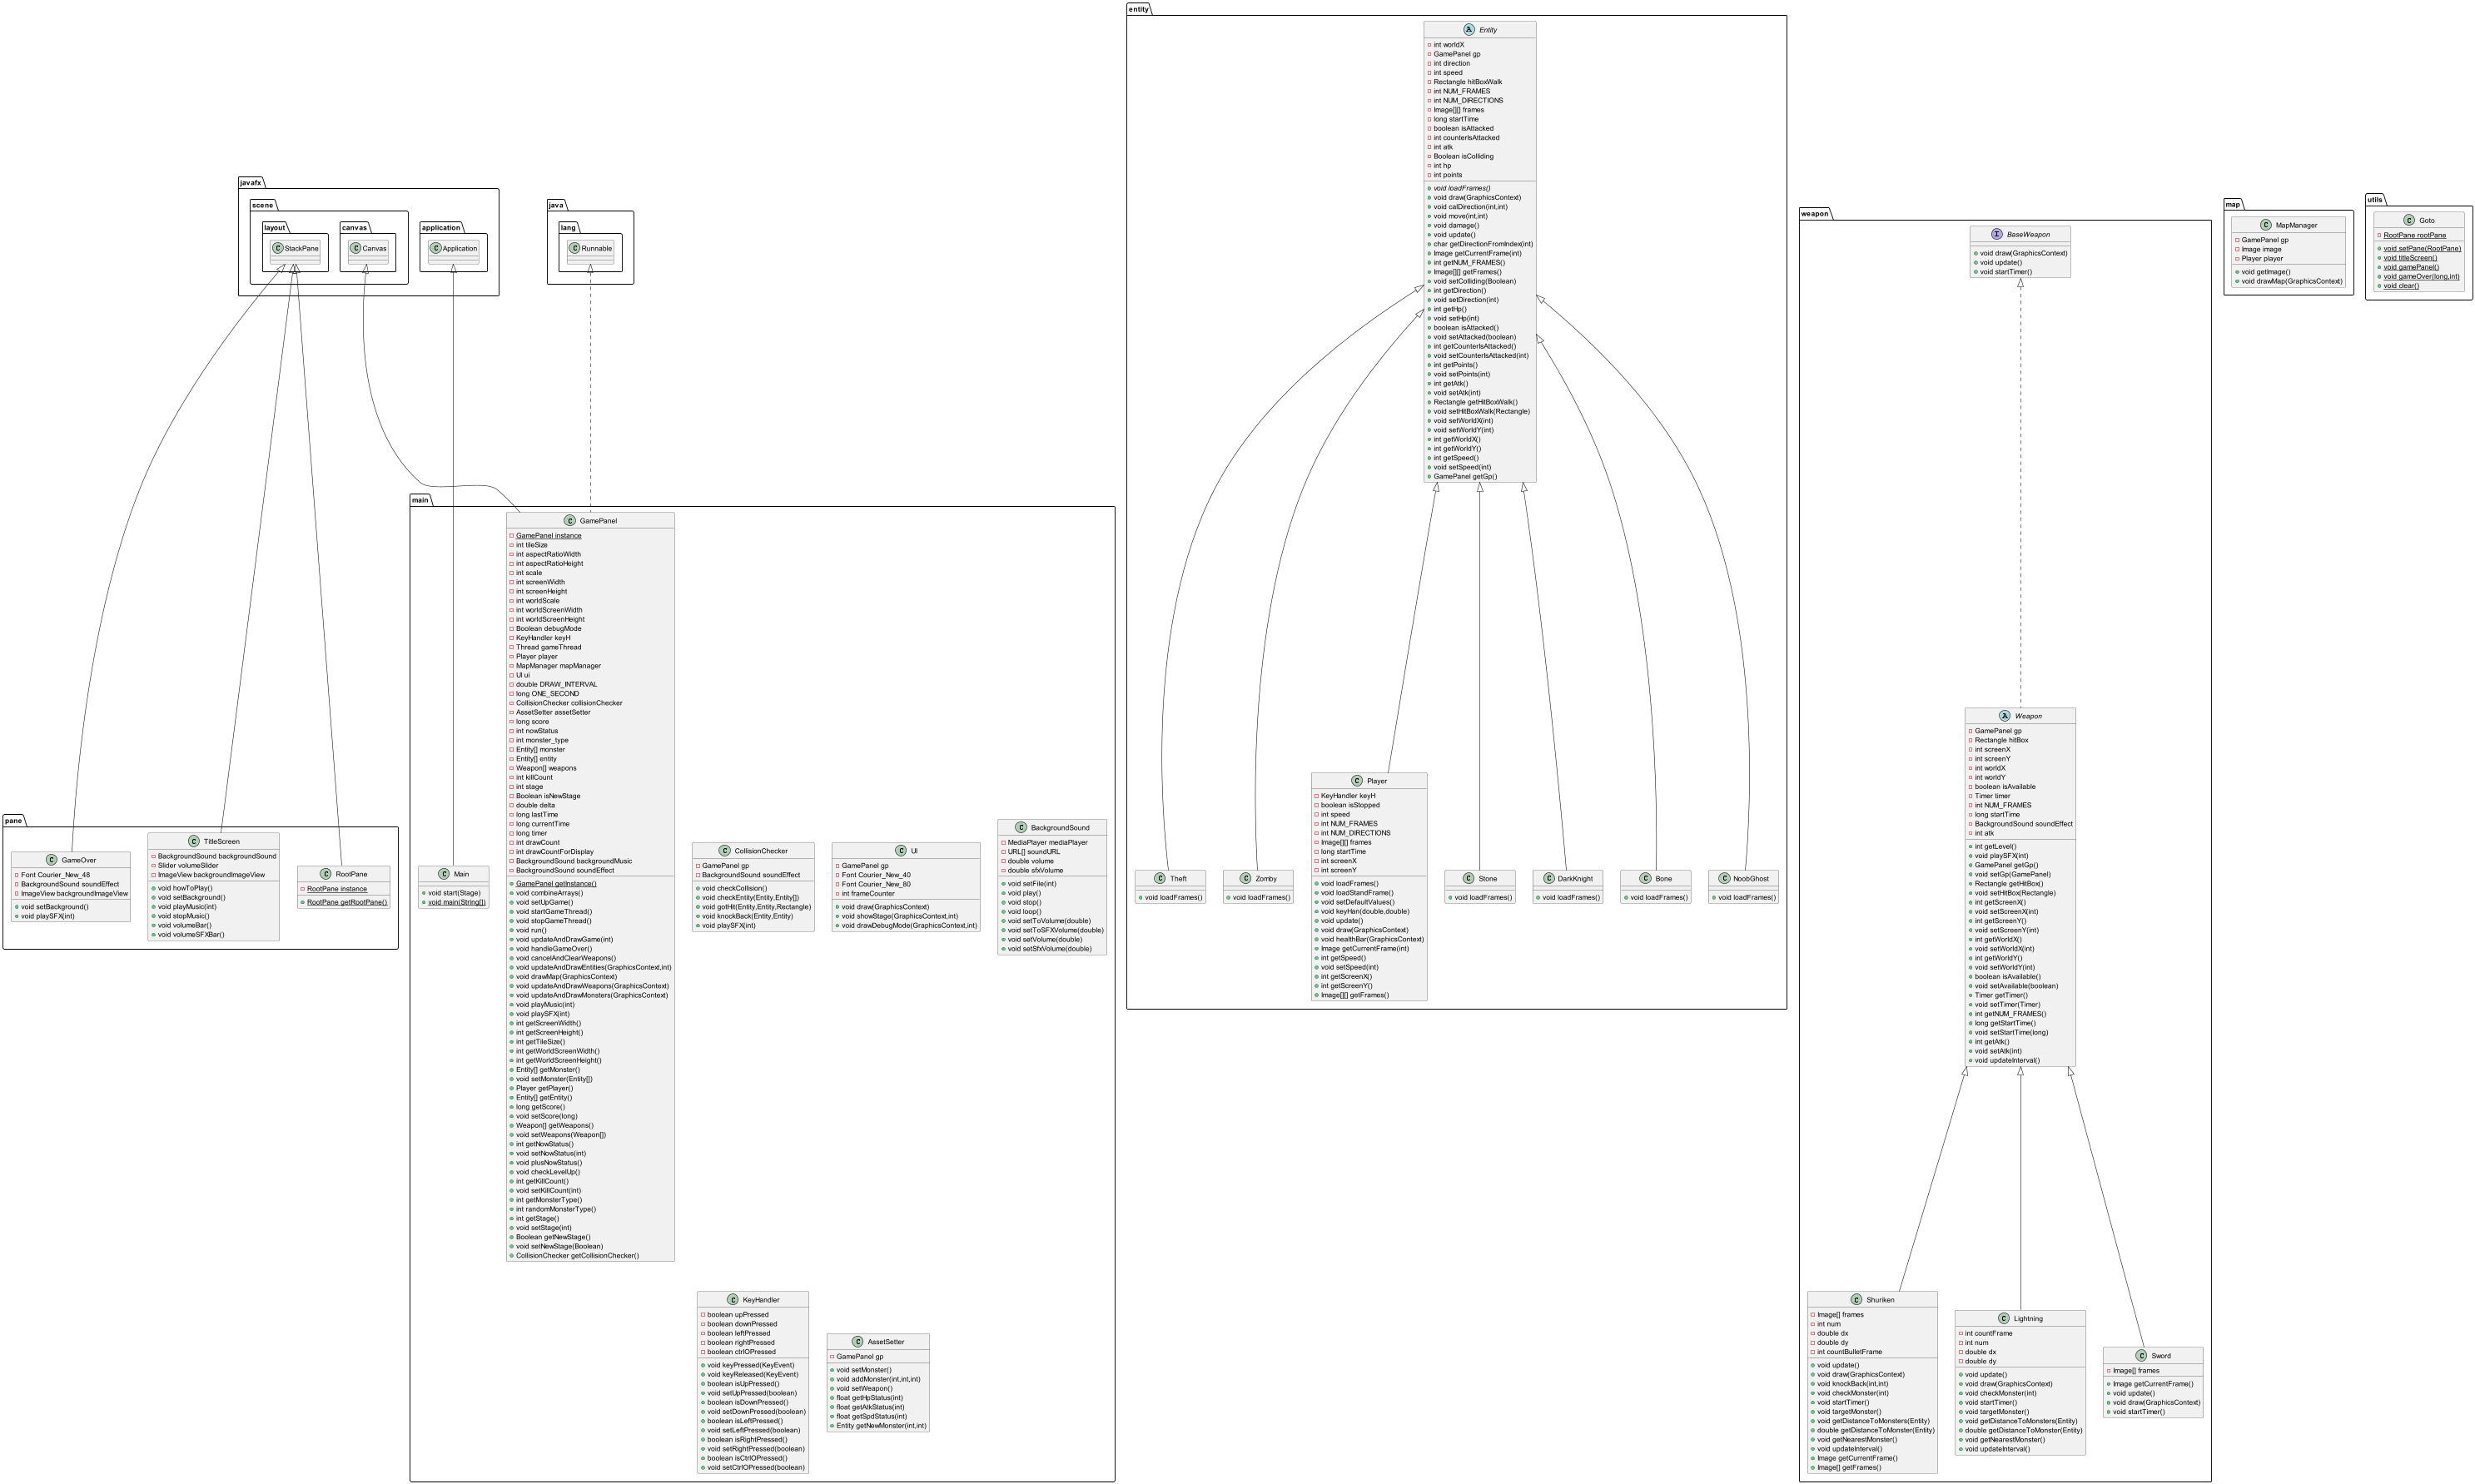 javafx
scene
layout
StackPane
canvas
Canvas
application
Application
java
lang
Runnable
pane
GameOver
Font Courier_New_48
BackgroundSound soundEffect
ImageView backgroundImageView
void setBackground()
void playSFX(int)
TitleScreen
BackgroundSound backgroundSound
Slider volumeSlider
ImageView backgroundImageView
void howToPlay()
void setBackground()
void playMusic(int)
void stopMusic()
void volumeBar()
void volumeSFXBar()
RootPane
RootPane instance
RootPane getRootPane()
main
Main
void start(Stage)
void main(String[])
GamePanel
GamePanel instance
int tileSize
int aspectRatioWidth
int aspectRatioHeight
int scale
int screenWidth
int screenHeight
int worldScale
int worldScreenWidth
int worldScreenHeight
Boolean debugMode
KeyHandler keyH
Thread gameThread
Player player
MapManager mapManager
UI ui
double DRAW_INTERVAL
long ONE_SECOND
CollisionChecker collisionChecker
AssetSetter assetSetter
long score
int nowStatus
int monster_type
Entity[] monster
Entity[] entity
Weapon[] weapons
int killCount
int stage
Boolean isNewStage
double delta
long lastTime
long currentTime
long timer
int drawCount
int drawCountForDisplay
BackgroundSound backgroundMusic
BackgroundSound soundEffect
GamePanel getInstance()
void combineArrays()
void setUpGame()
void startGameThread()
void stopGameThread()
void run()
void updateAndDrawGame(int)
void handleGameOver()
void cancelAndClearWeapons()
void updateAndDrawEntities(GraphicsContext,int)
void drawMap(GraphicsContext)
void updateAndDrawWeapons(GraphicsContext)
void updateAndDrawMonsters(GraphicsContext)
void playMusic(int)
void playSFX(int)
int getScreenWidth()
int getScreenHeight()
int getTileSize()
int getWorldScreenWidth()
int getWorldScreenHeight()
Entity[] getMonster()
void setMonster(Entity[])
Player getPlayer()
Entity[] getEntity()
long getScore()
void setScore(long)
Weapon[] getWeapons()
void setWeapons(Weapon[])
int getNowStatus()
void setNowStatus(int)
void plusNowStatus()
void checkLevelUp()
int getKillCount()
void setKillCount(int)
int getMonsterType()
int randomMonsterType()
int getStage()
void setStage(int)
Boolean getNewStage()
void setNewStage(Boolean)
CollisionChecker getCollisionChecker()
CollisionChecker
GamePanel gp
BackgroundSound soundEffect
void checkCollision()
void checkEntity(Entity,Entity[])
void gotHit(Entity,Entity,Rectangle)
void knockBack(Entity,Entity)
void playSFX(int)
UI
GamePanel gp
Font Courier_New_40
Font Courier_New_80
int frameCounter
void draw(GraphicsContext)
void showStage(GraphicsContext,int)
void drawDebugMode(GraphicsContext,int)
BackgroundSound
MediaPlayer mediaPlayer
URL[] soundURL
double volume
double sfxVolume
void setFile(int)
void play()
void stop()
void loop()
void setToVolume(double)
void setToSFXVolume(double)
void setVolume(double)
void setSfxVolume(double)
KeyHandler
boolean upPressed
boolean downPressed
boolean leftPressed
boolean rightPressed
boolean ctrlOPressed
void keyPressed(KeyEvent)
void keyReleased(KeyEvent)
boolean isUpPressed()
void setUpPressed(boolean)
boolean isDownPressed()
void setDownPressed(boolean)
boolean isLeftPressed()
void setLeftPressed(boolean)
boolean isRightPressed()
void setRightPressed(boolean)
boolean isCtrlOPressed()
void setCtrlOPressed(boolean)
AssetSetter
GamePanel gp
void setMonster()
void addMonster(int,int,int)
void setWeapon()
float getHpStatus(int)
float getAtkStatus(int)
float getSpdStatus(int)
Entity getNewMonster(int,int)
entity
Entity
int worldX
GamePanel gp
int direction
int speed
Rectangle hitBoxWalk
int NUM_FRAMES
int NUM_DIRECTIONS
Image[][] frames
long startTime
boolean isAttacked
int counterIsAttacked
int atk
Boolean isColliding
int hp
int points
void loadFrames()
void draw(GraphicsContext)
void calDirection(int,int)
void move(int,int)
void damage()
void update()
char getDirectionFromIndex(int)
Image getCurrentFrame(int)
int getNUM_FRAMES()
Image[][] getFrames()
void setColliding(Boolean)
int getDirection()
void setDirection(int)
int getHp()
void setHp(int)
boolean isAttacked()
void setAttacked(boolean)
int getCounterIsAttacked()
void setCounterIsAttacked(int)
int getPoints()
void setPoints(int)
int getAtk()
void setAtk(int)
Rectangle getHitBoxWalk()
void setHitBoxWalk(Rectangle)
void setWorldX(int)
void setWorldY(int)
int getWorldX()
int getWorldY()
int getSpeed()
void setSpeed(int)
GamePanel getGp()
Theft
void loadFrames()
Zomby
void loadFrames()
Player
KeyHandler keyH
boolean isStopped
int speed
int NUM_FRAMES
int NUM_DIRECTIONS
Image[][] frames
long startTime
int screenX
int screenY
void loadFrames()
void loadStandFrame()
void setDefaultValues()
void keyHan(double,double)
void update()
void draw(GraphicsContext)
void healthBar(GraphicsContext)
Image getCurrentFrame(int)
int getSpeed()
void setSpeed(int)
int getScreenX()
int getScreenY()
Image[][] getFrames()
Stone
void loadFrames()
DarkKnight
void loadFrames()
Bone
void loadFrames()
NoobGhost
void loadFrames()
weapon
BaseWeapon
void draw(GraphicsContext)
void update()
void startTimer()
Weapon
GamePanel gp
Rectangle hitBox
int screenX
int screenY
int worldX
int worldY
boolean isAvailable
Timer timer
int NUM_FRAMES
long startTime
BackgroundSound soundEffect
int atk
int getLevel()
void playSFX(int)
GamePanel getGp()
void setGp(GamePanel)
Rectangle getHitBox()
void setHitBox(Rectangle)
int getScreenX()
void setScreenX(int)
int getScreenY()
void setScreenY(int)
int getWorldX()
void setWorldX(int)
int getWorldY()
void setWorldY(int)
boolean isAvailable()
void setAvailable(boolean)
Timer getTimer()
void setTimer(Timer)
int getNUM_FRAMES()
long getStartTime()
void setStartTime(long)
int getAtk()
void setAtk(int)
void updateInterval()
Shuriken
Image[] frames
int num
double dx
double dy
int countBulletFrame
void update()
void draw(GraphicsContext)
void knockBack(int,int)
void checkMonster(int)
void startTimer()
void targetMonster()
void getDistanceToMonsters(Entity)
double getDistanceToMonster(Entity)
void getNearestMonster()
void updateInterval()
Image getCurrentFrame()
Image[] getFrames()
Lightning
int countFrame
int num
double dx
double dy
void update()
void draw(GraphicsContext)
void checkMonster(int)
void startTimer()
void targetMonster()
void getDistanceToMonsters(Entity)
double getDistanceToMonster(Entity)
void getNearestMonster()
void updateInterval()
Sword
Image[] frames
Image getCurrentFrame()
void update()
void draw(GraphicsContext)
void startTimer()
map
MapManager
GamePanel gp
Image image
Player player
void getImage()
void drawMap(GraphicsContext)
utils
Goto
RootPane rootPane
void setPane(RootPane)
void titleScreen()
void gamePanel()
void gameOver(long,int)
void clear()